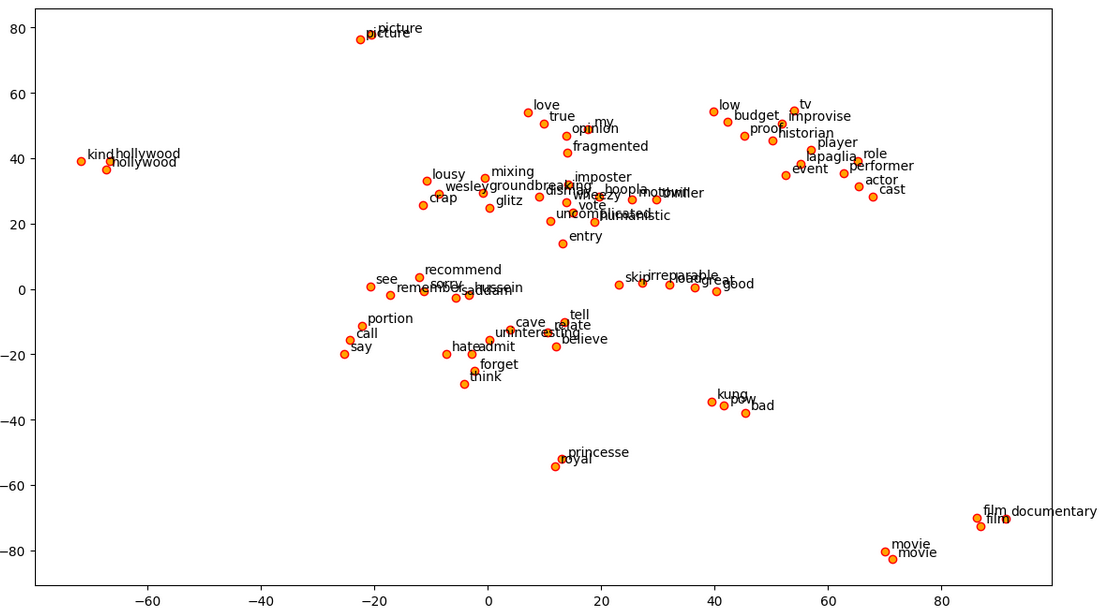 80
60
40
20
0
−20
−40
−60
−80
−60
−40
−20
0
20
40
60
80
picture
picture
kind
hollywood
hollywood
love
true
my
opinion
fragmented
low
tv
budget
improvise
proof
historian
player
lapaglia
role
event
performer
actor
cast
lousy
mixing
wesley
groundbreaking
crap
glitz
imposter
dismay
hoopla
wheezy
thriller
vote
uncomplicated
humanistic
entry
recommend
see
sorry
remember
saddam
hussein
skip
irreparable
load
great
good
portion
call
say
cave
tell
relate
uninteresting
believe
hate
admit
forget
think
kung
pow
bad
princesse
royal
film
documentary
film
movie
movie